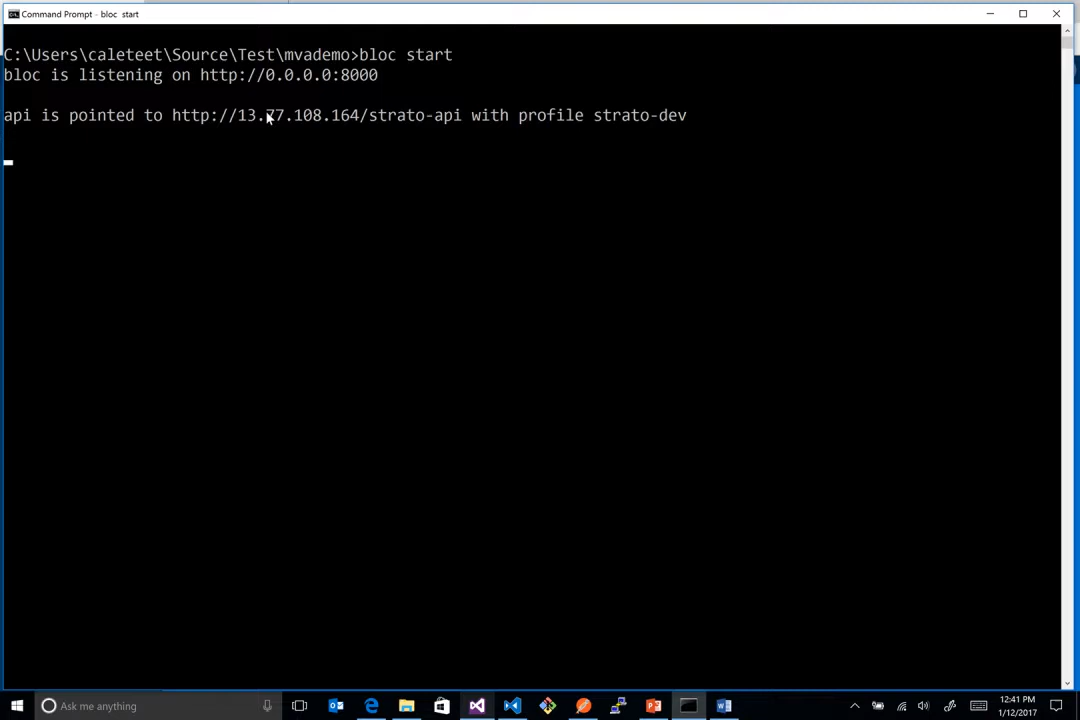 Command Prompt - bloc  start
C:\Users\caleteet\Source\Test\mvademo>bloc start
bloc is listening on http://0.0.0.0:8000
api is pointed to http://13.77.108.164/strato-api with profile strato-dev
Ask me anything
12:41 PM
1/12/2017